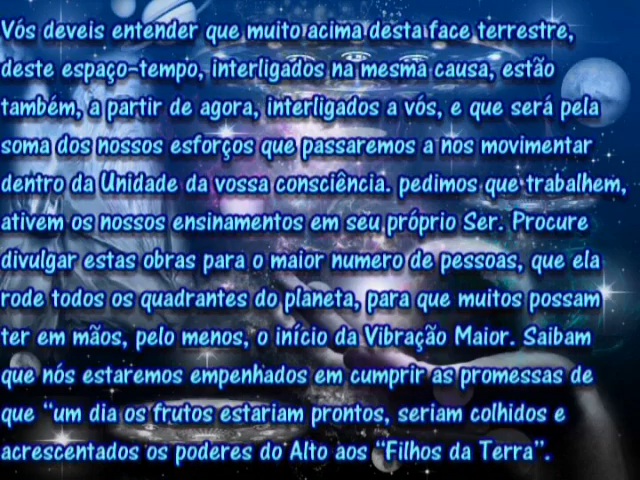 Vós deveis entender que muito acima desta face terrestre,
deste espaço-tempo, interligados na mesma causa, estão
também, a partir de agora, interligados a vós, e que será pela
soma dos nossos esforços que passaremos a nos movimentar
dentro da Unidade da vossa consciência. pedimos que trabalhem,
ativem os nossos ensinamentos em seu próprio Ser. Procure
divulgar estas obras para o maior numero de pessoas, que ela
rode todos os quadrantes do planeta, para que muitos possam
ter em mãos, pelo menos, o início da Vibração Maior. Saibam
que nós estaremos empenhados em cumprir as promessas de
que “um dia os frutos estariam prontos, seriam colhidos e
acrescentados os poderes do Alto aos “Filhos da Terra”.